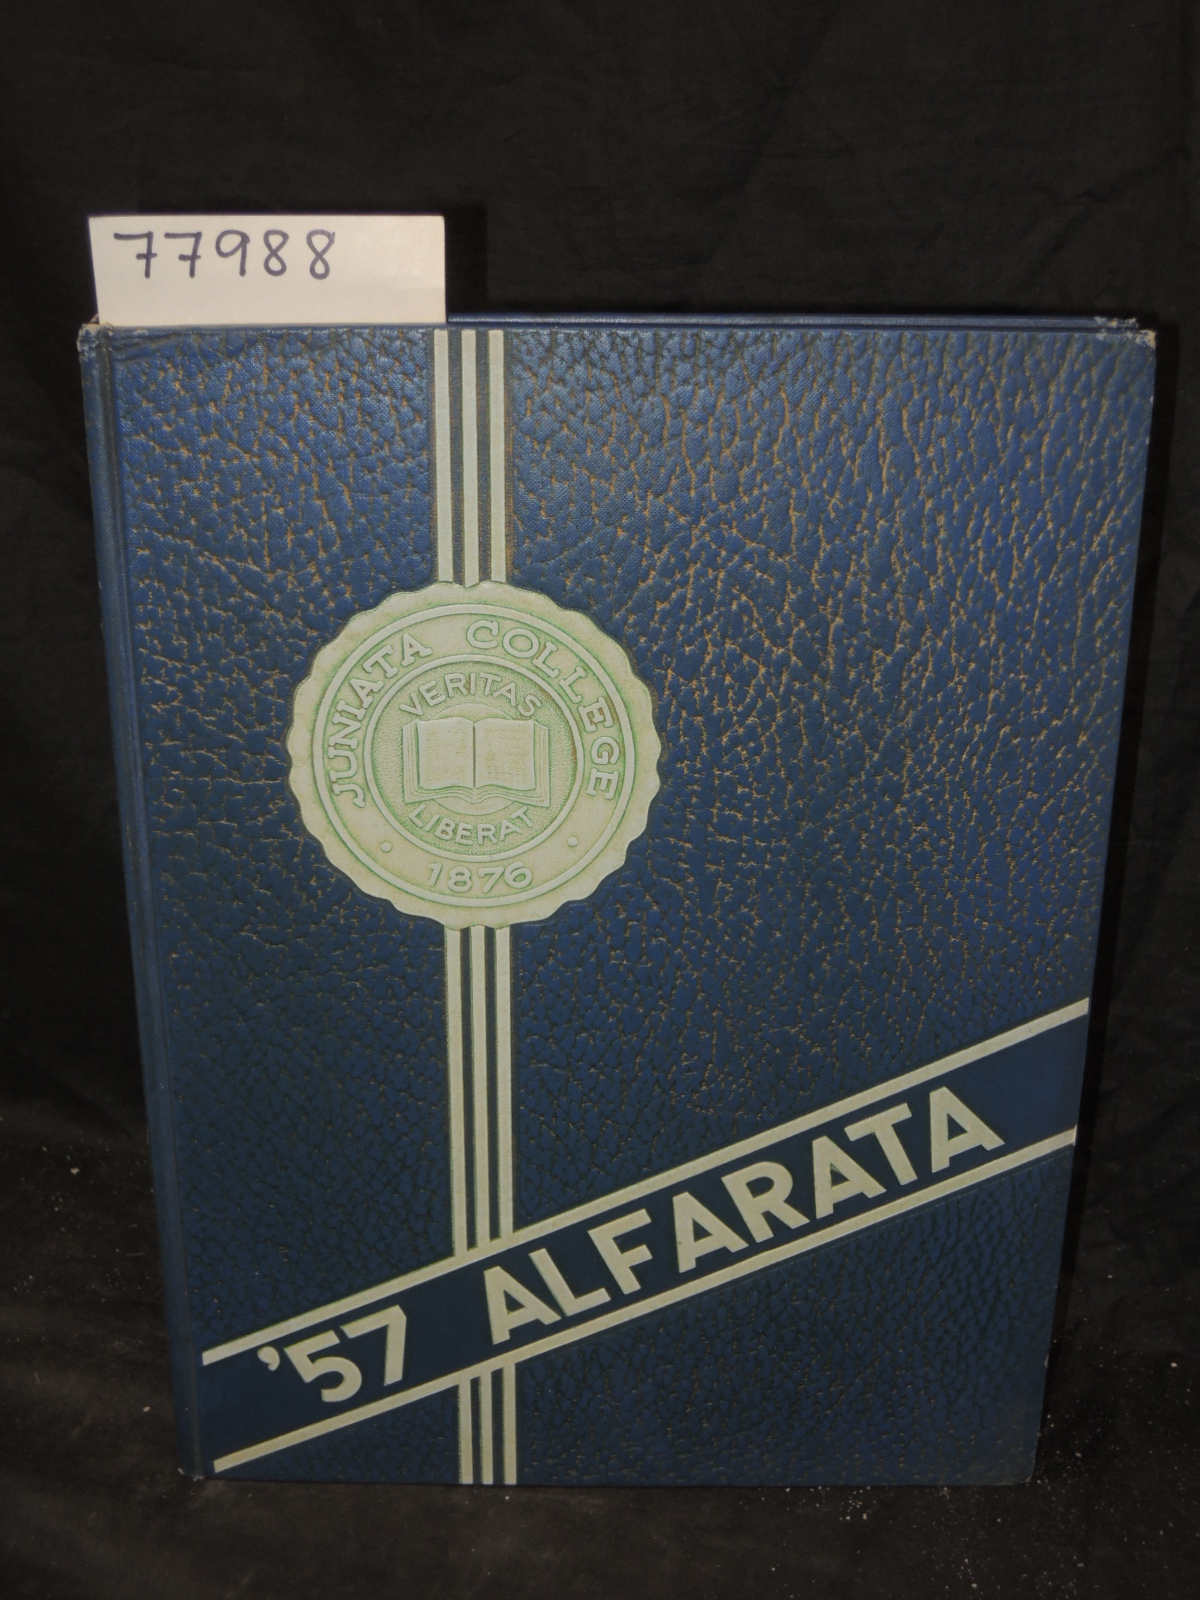 77988
JUNIATA COLLEGE
VERITAS
LIBERAT
1876
'57 ALFARATA